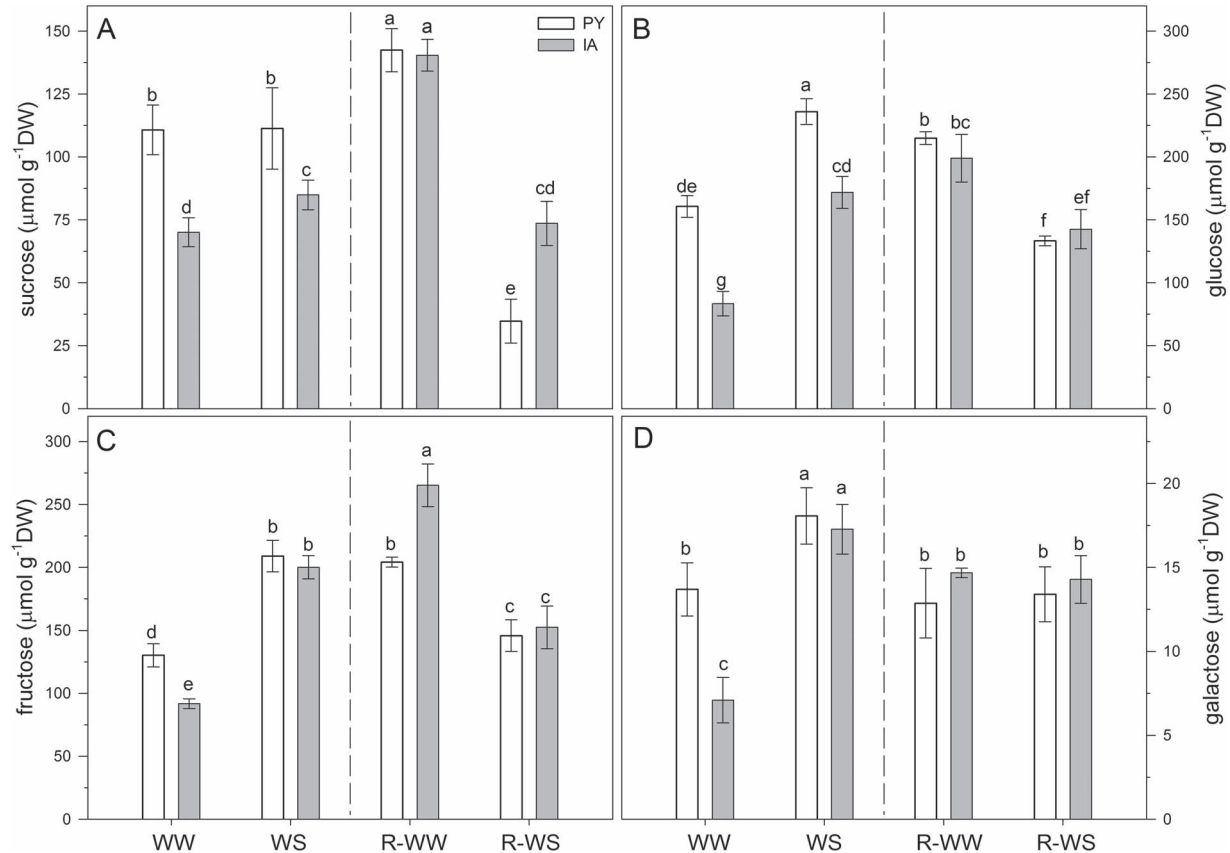 A
PY
IA
sucrose (μmol g-1DW)
150
125
100
75
50
25
0
b
d
b
c
a
a
e
cd
B
glucose (μmol g-1DW)
300
250
200
150
100
50
0
de
g
a
cd
b
bc
f
ef
C
fructose (μmol g-1DW)
300
250
200
150
100
50
0
d
e
b
b
b
a
c
c
WW WS R-WW R-WS
D
galactose (μmol g-1DW)
20
15
10
5
0
b
c
a
a
b
b
b
b
WW WS R-WW R-WS